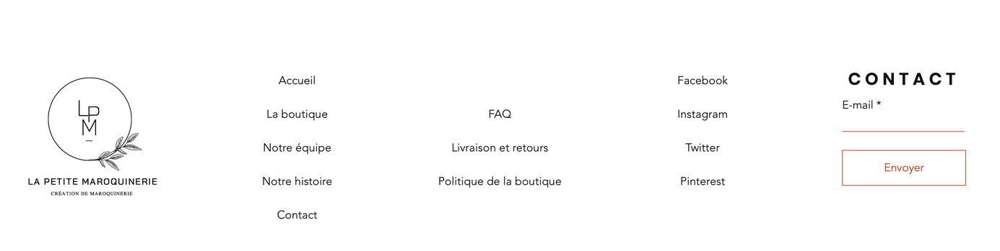 LPM
LA PETITE MAROQUINERIE
CRÉATION DE MAROQUINERIE
Accueil
La boutique
Notre équipe
Notre histoire
Contact
FAQ
Livraison et retours
Politique de la boutique
Facebook
Instagram
Twitter
Pinterest
CONTACT
E-mail *
Envoyer